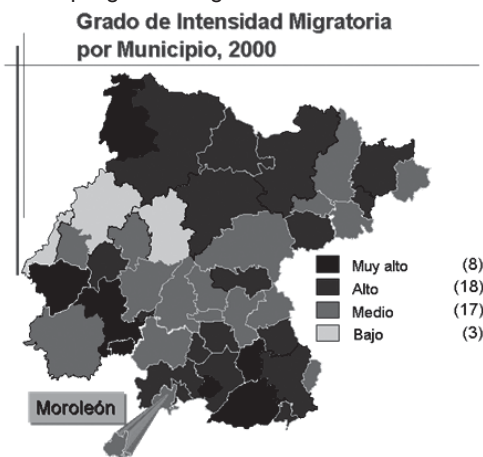 Grado de Intensidad Migratoria
por Municipio, 2000
Muy alto (8)
Alto (18)
Medio (17)
Bajo (3)
Moroleón